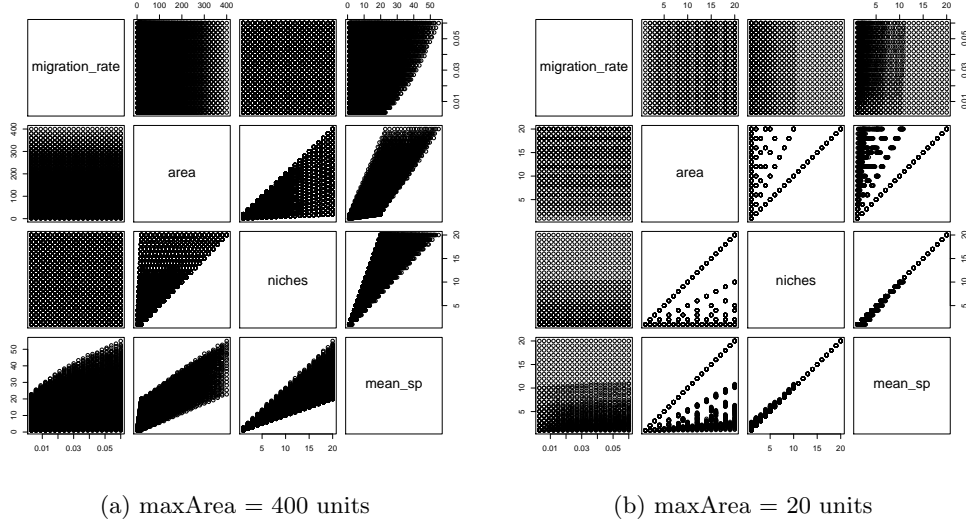 0 100 200 300 400
0 10 20 30 40 50
5 10 15 20
5 10 15 20
migration_rate
0.01 0.03 0.05
migration_rate
0.01 0.03 0.05
0 100 200 300 400
area
5 10 15 20
area
niches
5 10 15 20
niches
5 10 15 20
0 10 20 30 40 50
mean_sp
5 10 15 20
mean_sp
0.01 0.03 0.05
5 10 15 20
0.01 0.03 0.05
5 10 15 20
(a) maxArea = 400 units
(b) maxArea = 20 units